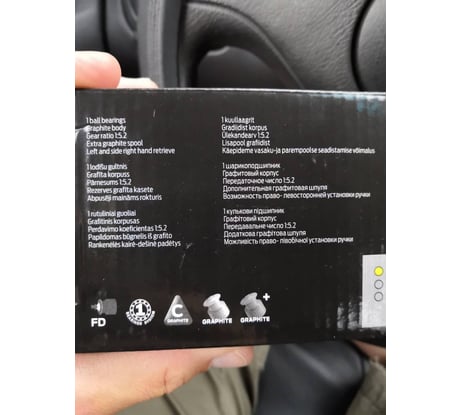 1 ball bearings
Graphite body
Gear ratio 1:5.2
Extra graphite spool
Left and side right hand retrieve
1 lodīšu gultnis
Grafīta korpuss
Pārnesums 1:5.2
Rezerves grafīta kasete
Abpusēji maināms rokturis
1 rutuliniai guoliai
Grafitinis korpusas
Perdavimo koeficientas 1:5.2
Papildomas būgnelis iš grafito
Rankenėlės kairė-dešinė padėtys
1 kuullaagrit
Gradiidist korpus
Ülekandearv 1:5.2
Lisapool grafiidist
Käepideme vasaku-ja parempoolse seadistamise võimalus
1 шарикоподшипник
Графитовый корпус
Передаточное число 1:5.2
Дополнительная графитовая шпуля
Возможность право- левосторонней установки ручки
1 кулькови підшипник
Графітовий корпус
Передавальне число 1:5.2
Додаткова графітова шпуля
Можливість право- півобічної установки ручки
FD
1
C
GRAPHITE
GRAPHITE
+
GRAPHITE